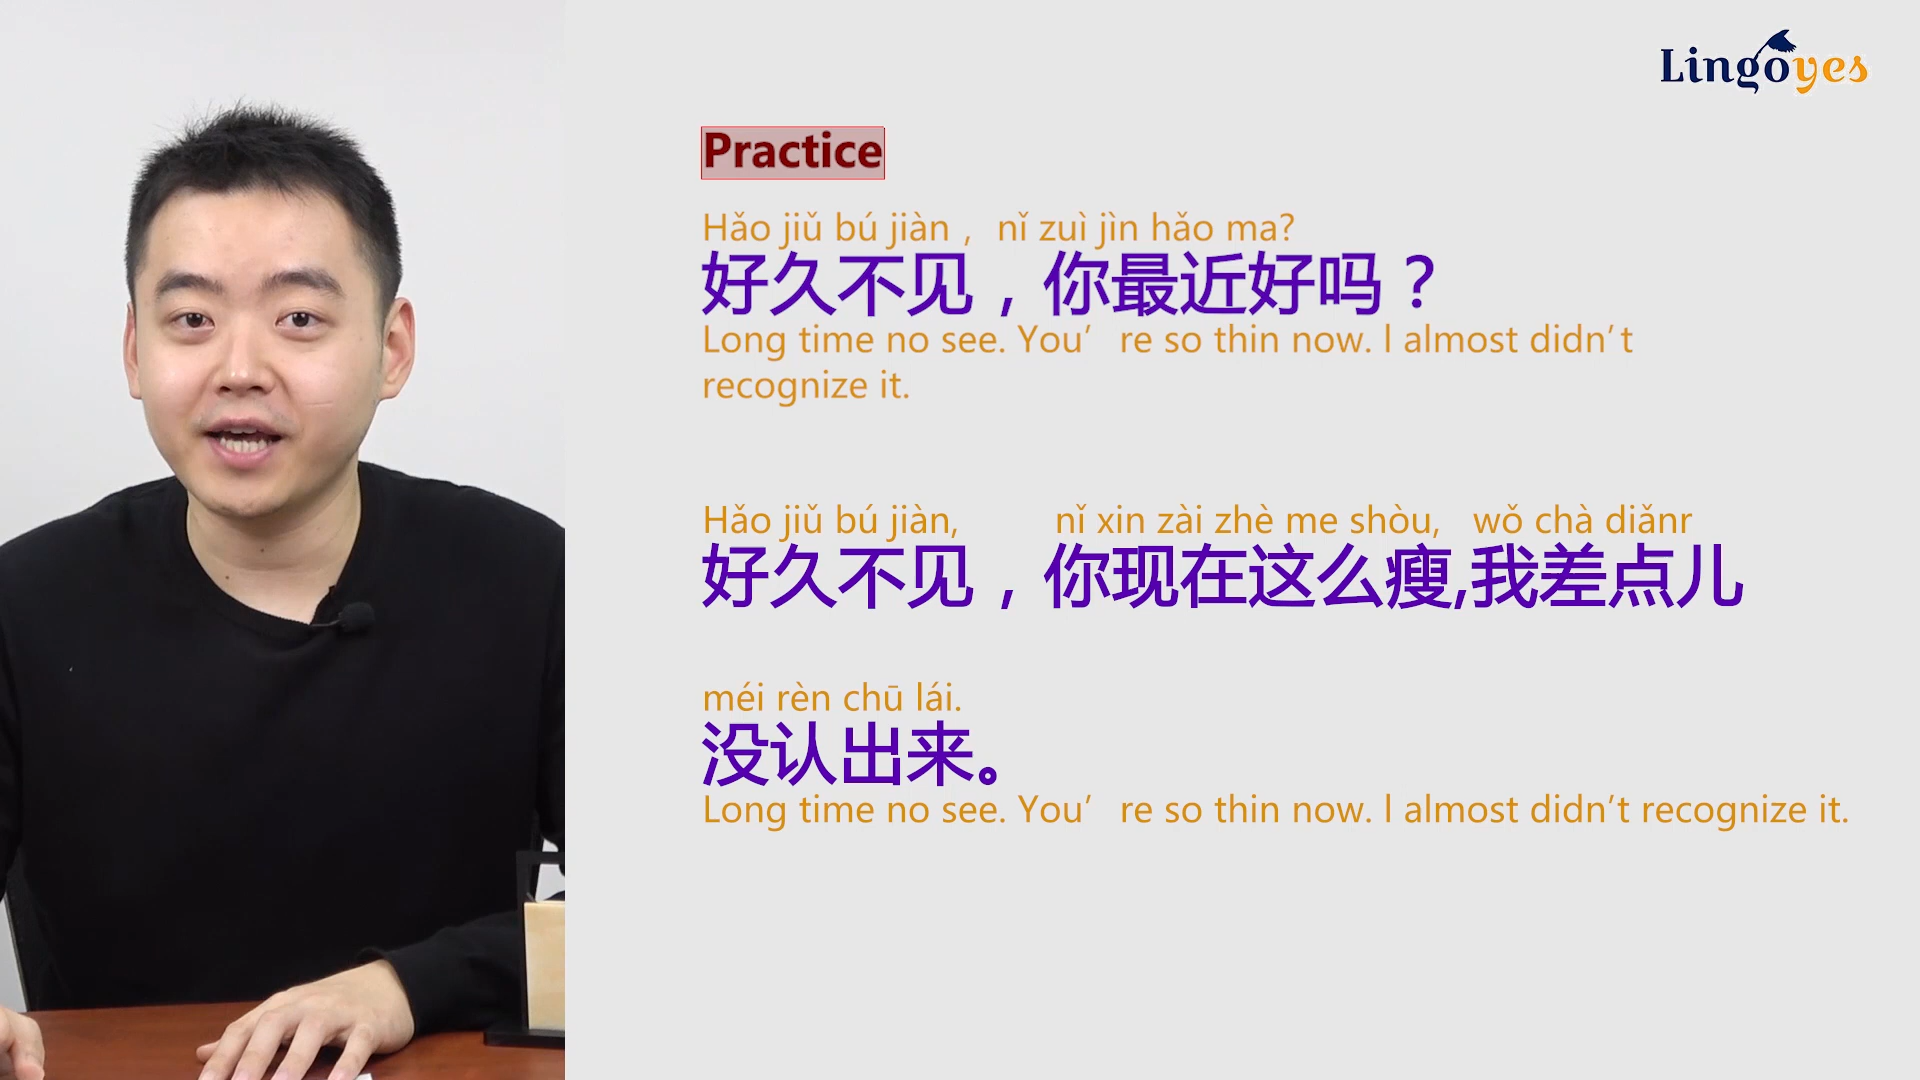 Lingoyes
Practice
Hǎo jiǔ bú jiàn , nǐ zuì jìn hǎo ma?
好久不见，你最近好吗？
Long time no see. You’re so thin now. l almost didn’t
recognize it.
Hǎo jiǔ bú jiàn, nǐ xin zài zhè me shòu, wǒ chà diǎnr
好久不见，你现在这么瘦,我差点儿
méi rèn chū lái.
没认出来。
Long time no see. You’re so thin now. l almost didn’t recognize it.